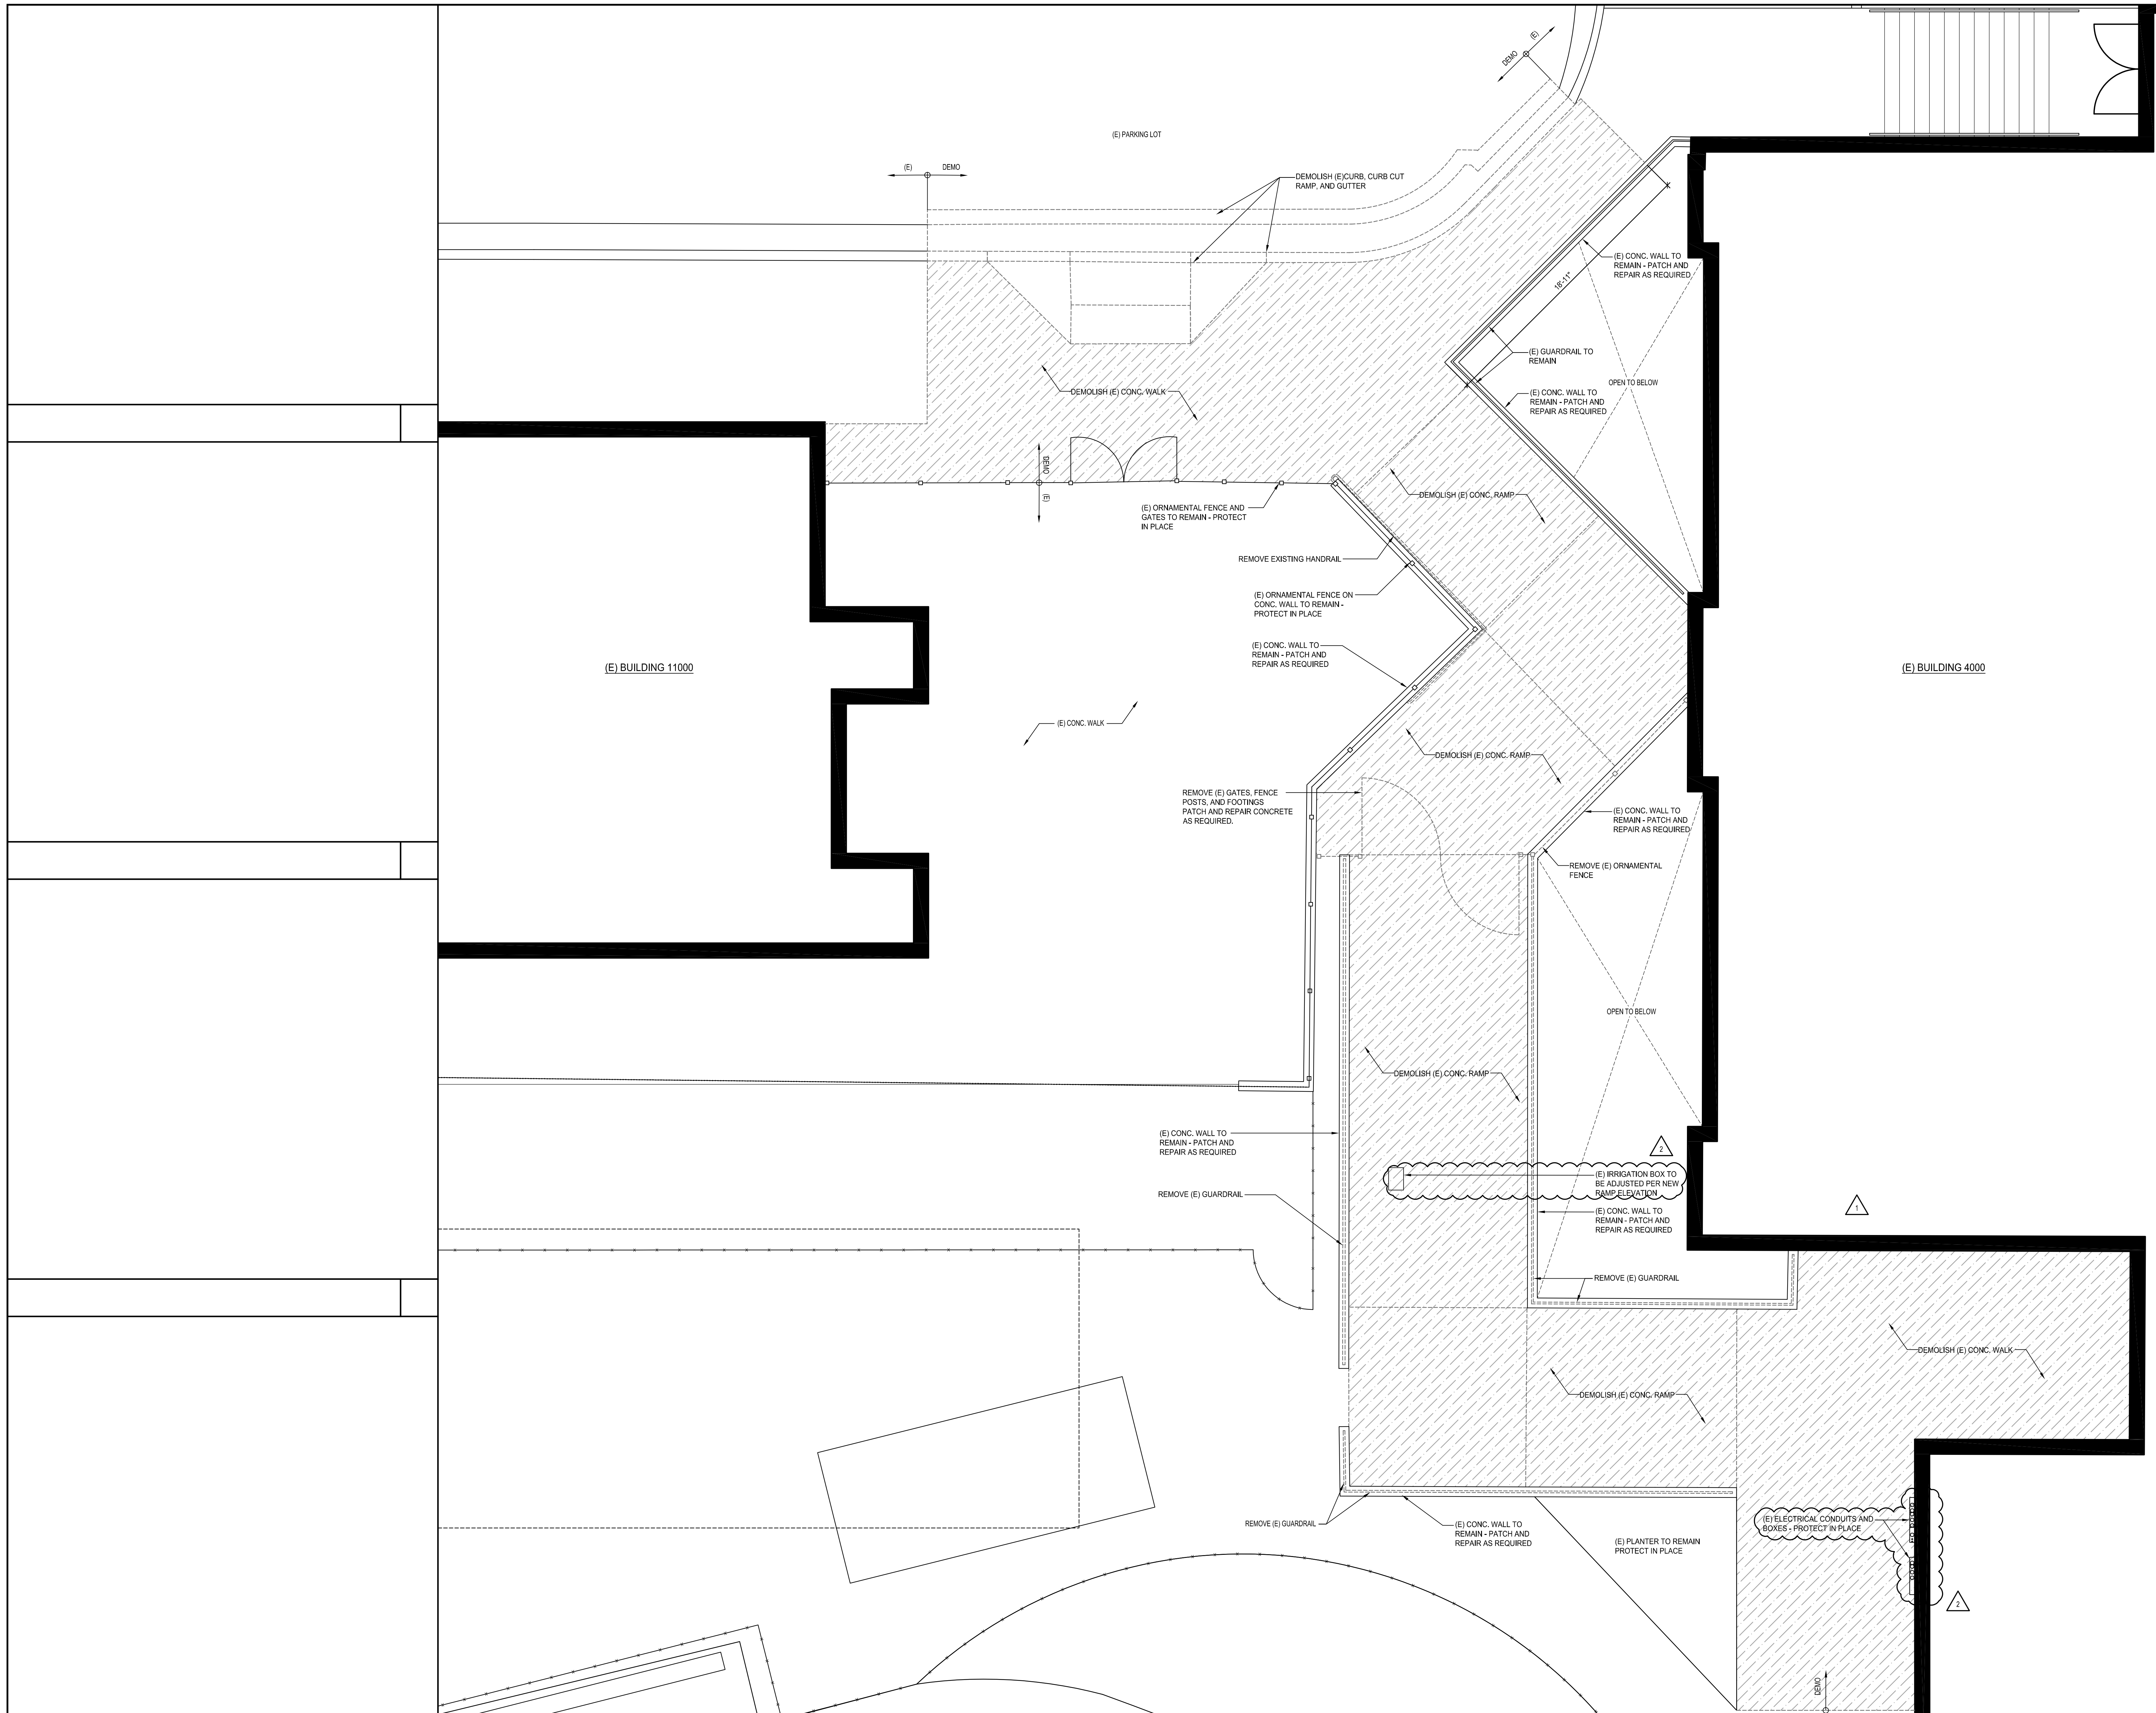 (E)
DEMO
(E) PARKING LOT
(E)
DEMO
DEMOLISH (E)CURB, CURB CUT
RAMP, AND GUTTER
(E) CONC. WALL TO
REMAIN - PATCH AND
REPAIR AS REQUIRED
18'-11"
(E) GUARDRAIL TO
REMAIN
OPEN TO BELOW
DEMOLISH (E) CONC. WALK
(E) CONC. WALL TO
REMAIN - PATCH AND
REPAIR AS REQUIRED
DEMO
(E)
DEMOLISH (E) CONC. RAMP
(E) ORNAMENTAL FENCE AND
GATES TO REMAIN - PROTECT
IN PLACE
REMOVE EXISTING HANDRAIL
(E) ORNAMENTAL FENCE ON
CONC. WALL TO REMAIN -
PROTECT IN PLACE
(E) CONC. WALL TO
REMAIN - PATCH AND
REPAIR AS REQUIRED
(E) BUILDING 11000
(E) BUILDING 4000
(E) CONC. WALK
DEMOLISH (E) CONC. RAMP
REMOVE (E) GATES, FENCE
POSTS, AND FOOTINGS
PATCH AND REPAIR CONCRETE
AS REQUIRED.
(E) CONC. WALL TO
REMAIN - PATCH AND
REPAIR AS REQUIRED
REMOVE (E) ORNAMENTAL
FENCE
OPEN TO BELOW
DEMOLISH (E) CONC. RAMP
(E) CONC. WALL TO
REMAIN - PATCH AND
REPAIR AS REQUIRED
2
(E) IRRIGATION BOX TO
BE ADJUSTED PER NEW
RAMP ELEVATION
REMOVE (E) GUARDRAIL
1
(E) CONC. WALL TO
REMAIN - PATCH AND
REPAIR AS REQUIRED
REMOVE (E) GUARDRAIL
DEMOLISH (E) CONC. WALK
DEMOLISH (E) CONC. RAMP
REMOVE (E) GUARDRAIL
(E) CONC. WALL TO
REMAIN - PATCH AND
REPAIR AS REQUIRED
(E) ELECTRICAL CONDUITS AND
BOXES - PROTECT IN PLACE
(E) PLANTER TO REMAIN
PROTECT IN PLACE
2
DEMO